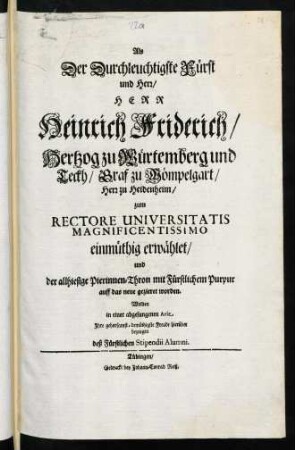 Als
Der Durchleuchtigste Fürst
und Herr/
HERR
Heinrich Friderich/
Hertzog zu Würtemberg und
Teckh/ Graf zu Mömpelgart/
Herr zu Heidenheim/
zum
RECTORE UNIVERSITATIS
MAGNIFICENTISSIMO
einmüthig erwählet/
und
der allhiesige Pierinnen/Thron mit Fürstlichem Purpur
auff das neue gezieret worden.
Wolten
in einer abgesungenen Arie,
Ihre gehorsamst-demüthigste Freude hierüber
bezeugen
deß Fürstlichen Stipendii Alumni.
Tübingen/
Gedruckt bey Johann-Conrad Reiß.